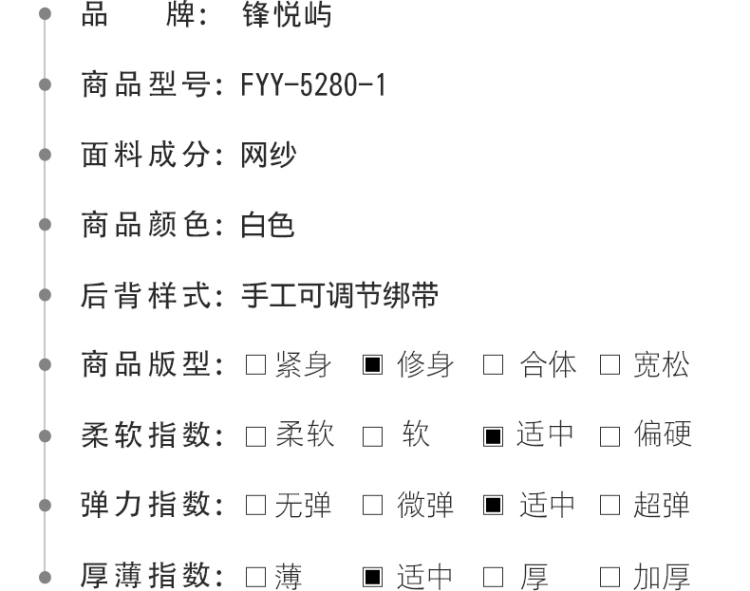 品 牌: 锋悦屿
商品型号: FYY-5280-1
面料成分: 网纱
商品颜色: 白色
后背样式: 手工可调节绑带
商品版型: □紧身 ■ 修身 □ 合体 □ 宽松
柔软指数: □柔软 □ 软 ■ 适中 □ 偏硬
弹力指数: □无弹 □ 微弹 ■ 适中 □ 超弹
厚薄指数: □薄 ■ 适中 □ 厚 □ 加厚